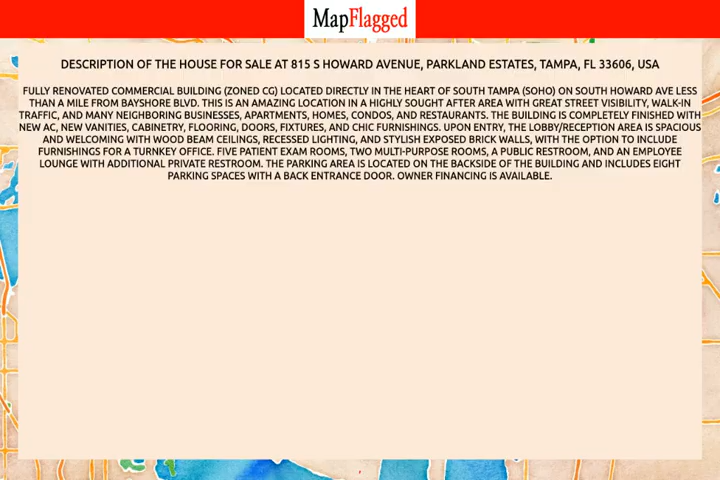 MapFlagged
DESCRIPTION OF THE HOUSE FOR SALE AT 815 S HOWARD AVENUE, PARKLAND ESTATES, TAMPA, FL 33606, USA
FULLY RENOVATED COMMERCIAL BUILDING (ZONED CG) LOCATED DIRECTLY IN THE HEART OF SOUTH TAMPA (SOHO) ON SOUTH HOWARD AVE LESS
THAN A MILE FROM BAYSHORE BLVD. THIS IS AN AMAZING LOCATION IN A HIGHLY SOUGHT AFTER AREA WITH GREAT STREET VISIBILITY, WALK-IN
TRAFFIC, AND MANY NEIGHBORING BUSINESSES, APARTMENTS, HOMES, CONDOS, AND RESTAURANTS. THE BUILDING IS COMPLETELY FINISHED WITH
NEW AC, NEW VANITIES, CABINETRY, FLOORING, DOORS, FIXTURES, AND CHIC FURNISHINGS. UPON ENTRY, THE LOBBY/RECEPTION AREA IS SPACIOUS
AND WELCOMING WITH WOOD BEAM CEILINGS, RECESSED LIGHTING, AND STYLISH EXPOSED BRICK WALLS, WITH THE OPTION TO INCLUDE
FURNISHINGS FOR A TURNKEY OFFICE. FIVE PATIENT EXAM ROOMS, TWO MULTI-PURPOSE ROOMS, A PUBLIC RESTROOM, AND AN EMPLOYEE
LOUNGE WITH ADDITIONAL PRIVATE RESTROOM. THE PARKING AREA IS LOCATED ON THE BACKSIDE OF THE BUILDING AND INCLUDES EIGHT
PARKING SPACES WITH A BACK ENTRANCE DOOR. OWNER FINANCING IS AVAILABLE.